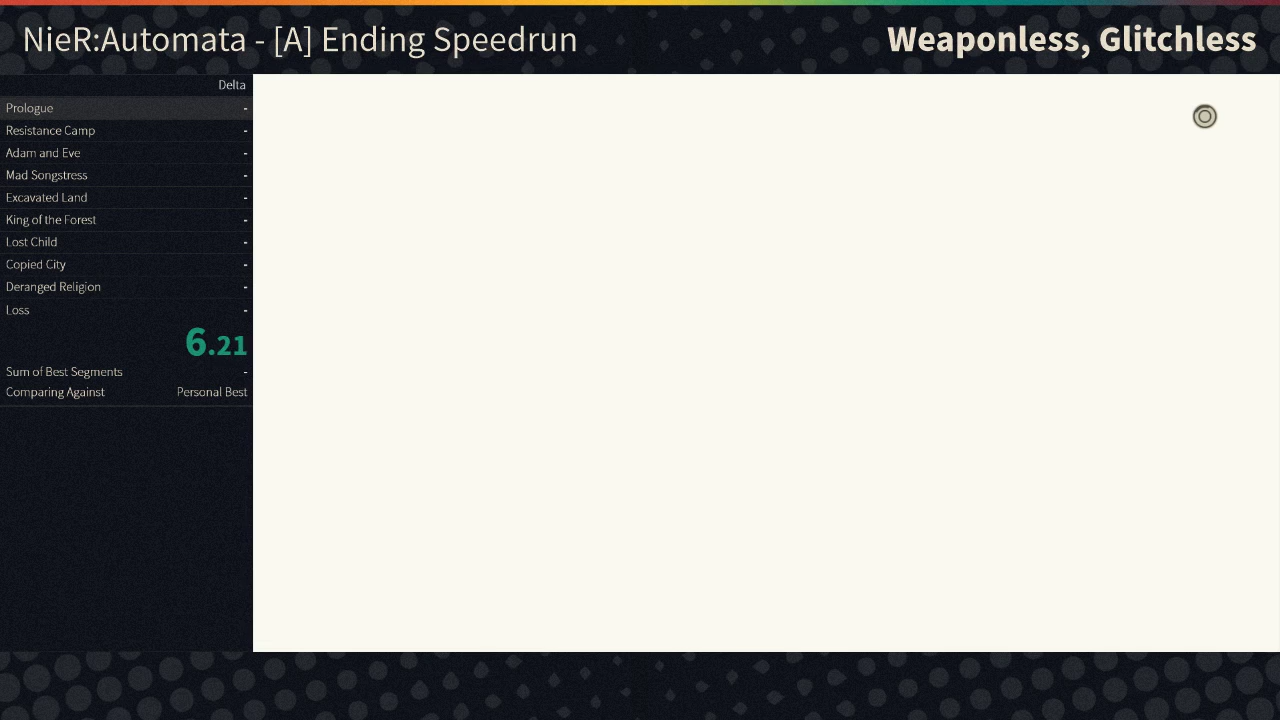 NieR:Automata - [A] Ending Speedrun
Weaponless, Glitchless
Delta
Prologue -
Resistance Camp -
Adam and Eve -
Mad Songstress -
Excavated Land -
King of the Forest -
Lost Child -
Copied City -
Deranged Religion -
Loss -
6.21
Sum of Best Segments -
Comparing Against Personal Best